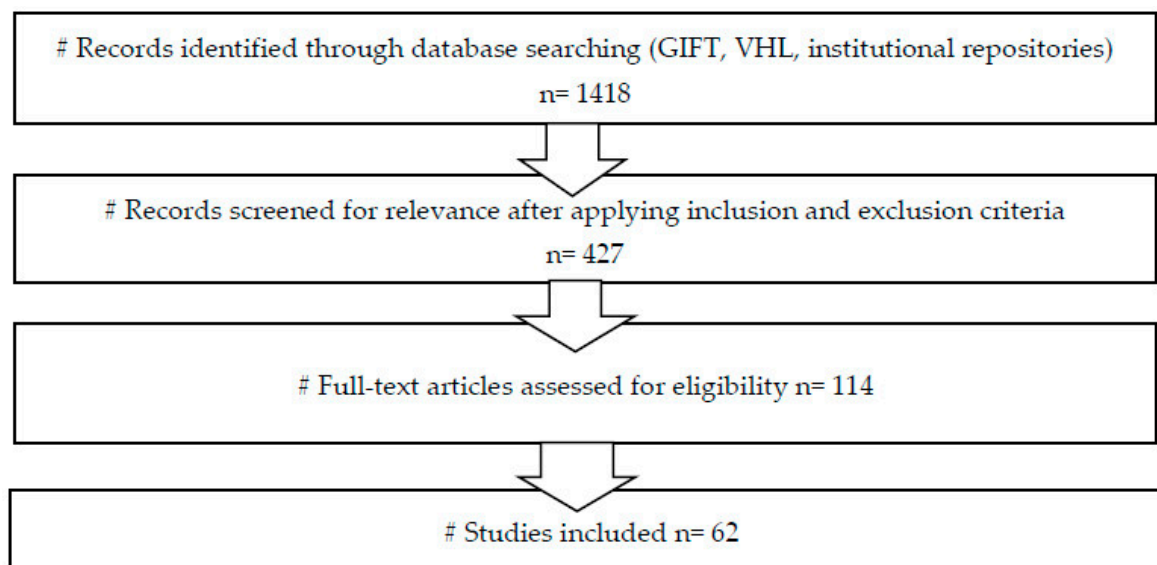 # Records identified through database searching (GIFT, VHL, institutional repositories)
n= 1418
# Records screened for relevance after applying inclusion and exclusion criteria
n= 427
# Full-text articles assessed for eligibility n= 114
# Studies included n= 62